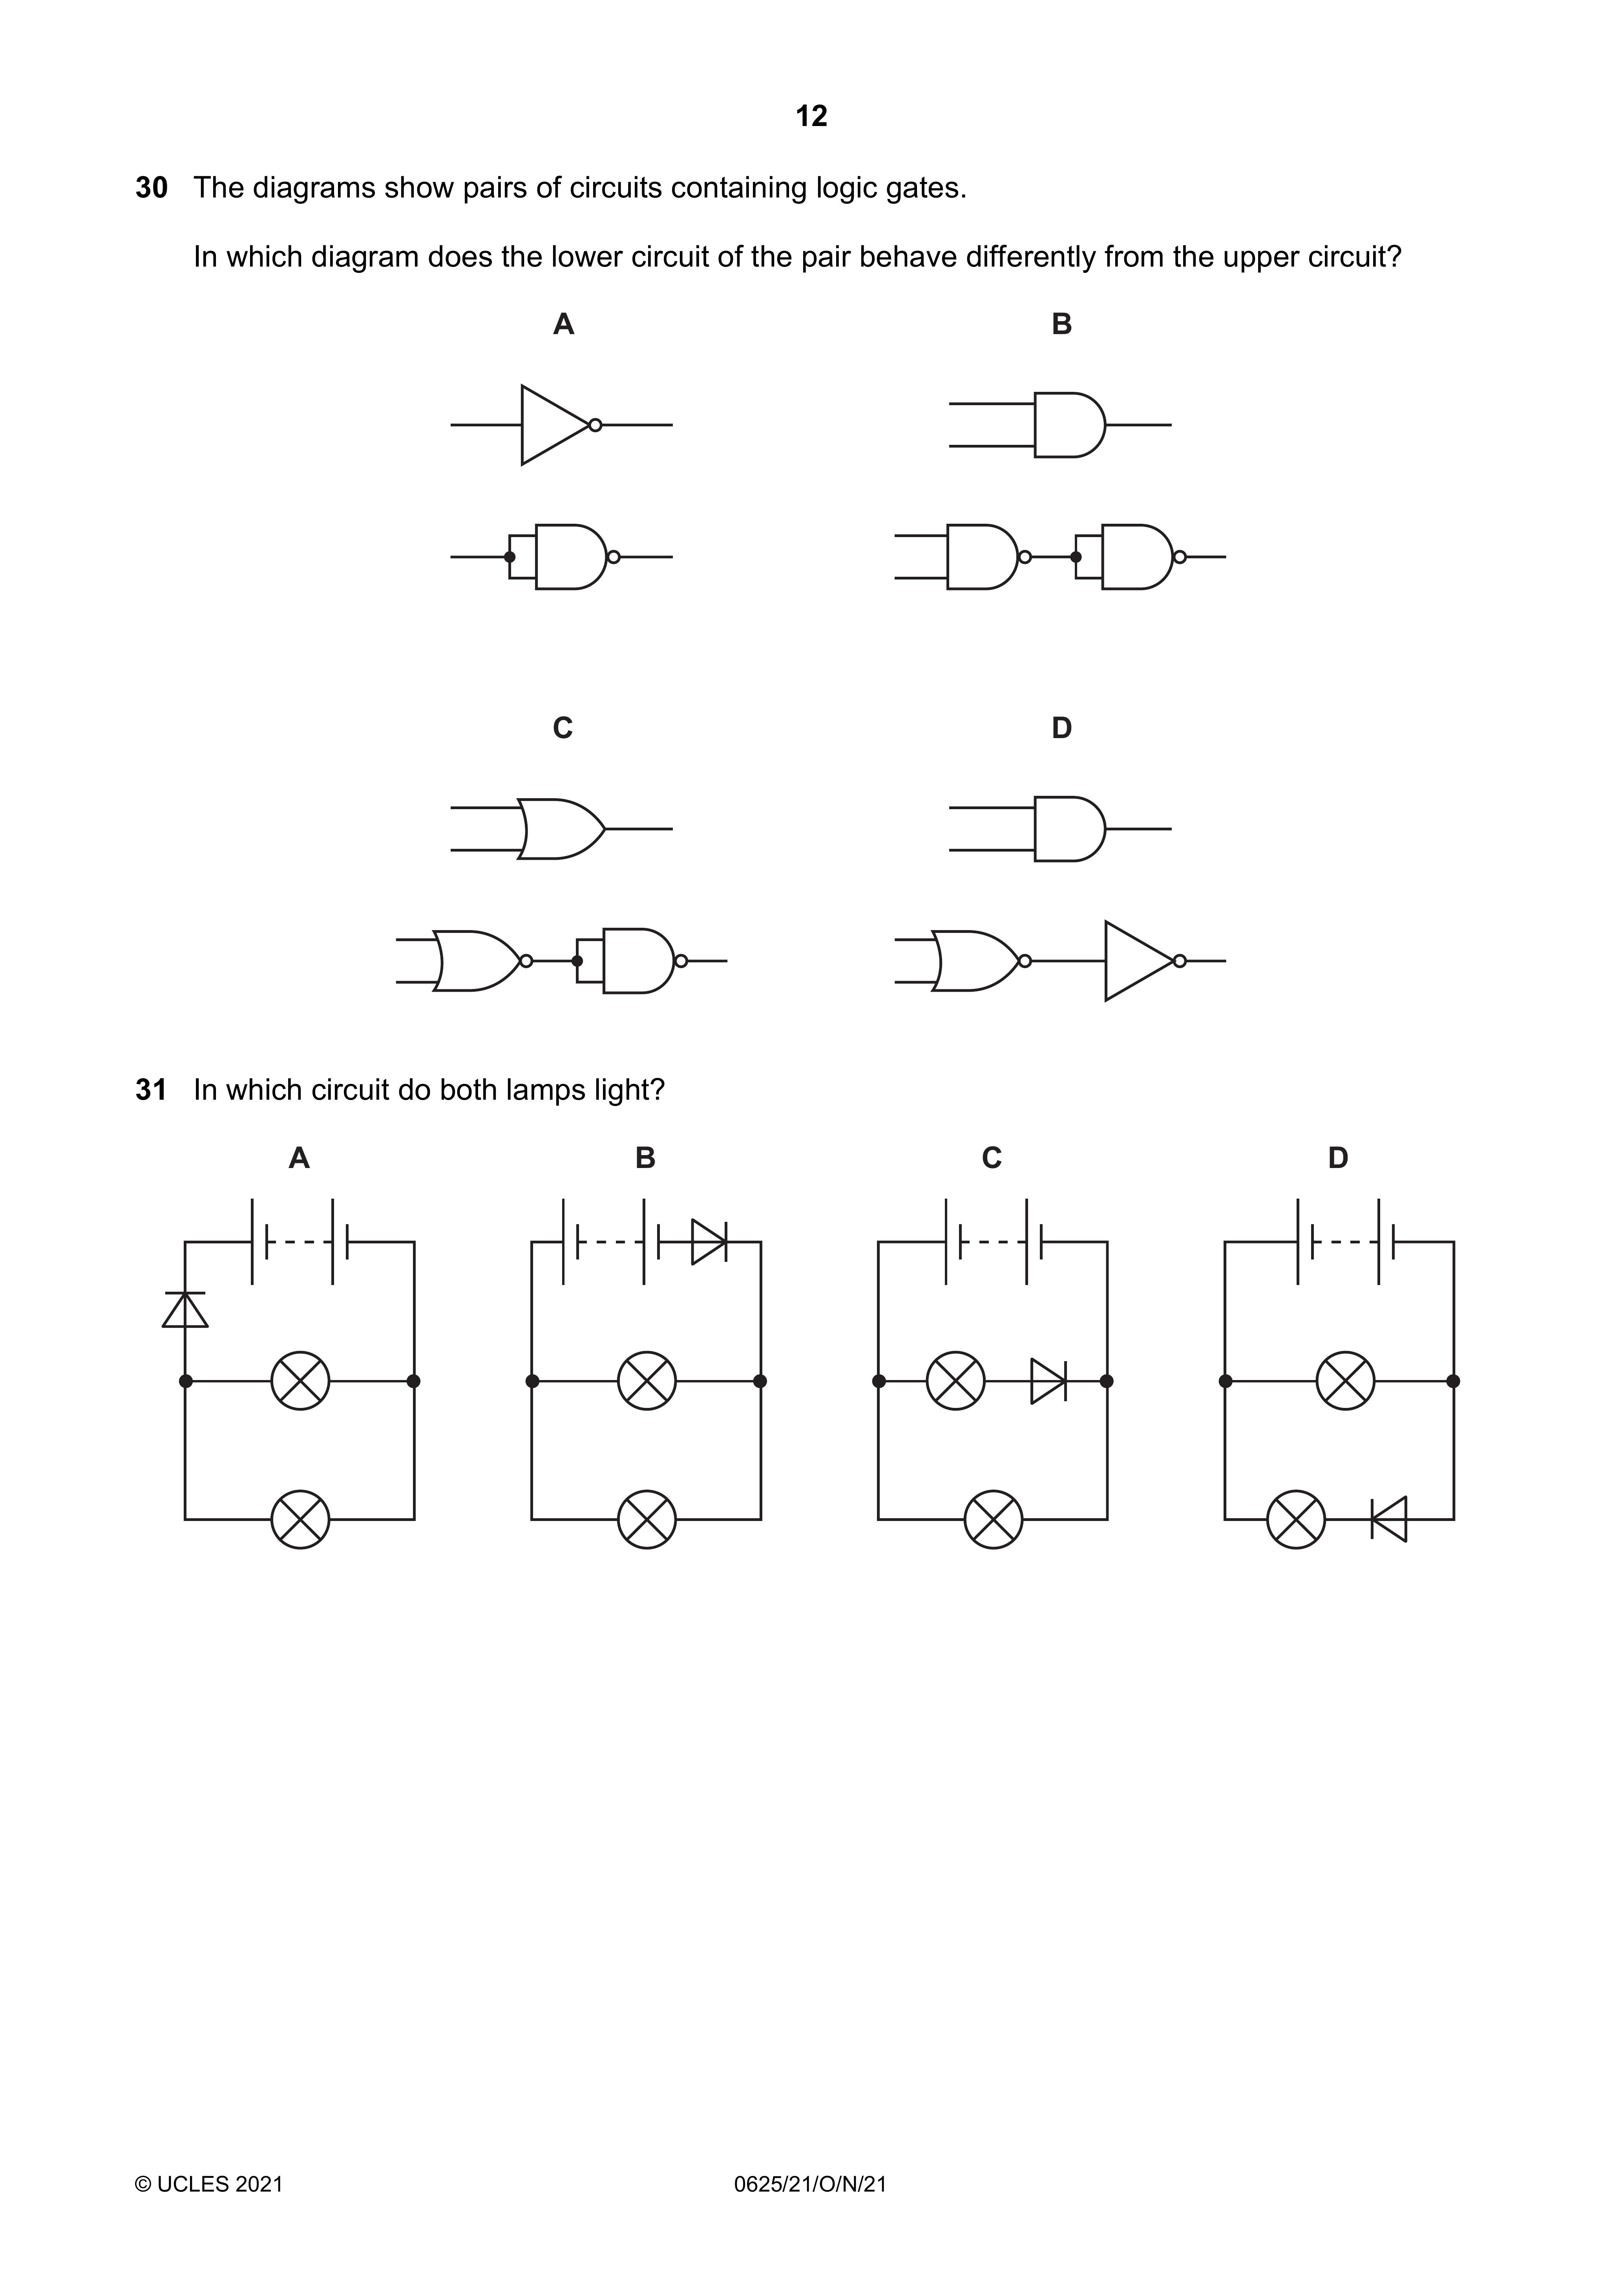 12
30 The diagrams show pairs of circuits containing logic gates.
In which diagram does the lower circuit of the pair behave differently from the upper circuit?
A B
C D
31 In which circuit do both lamps light?
A B C D
© UCLES 2021 0625/21/O/N/21